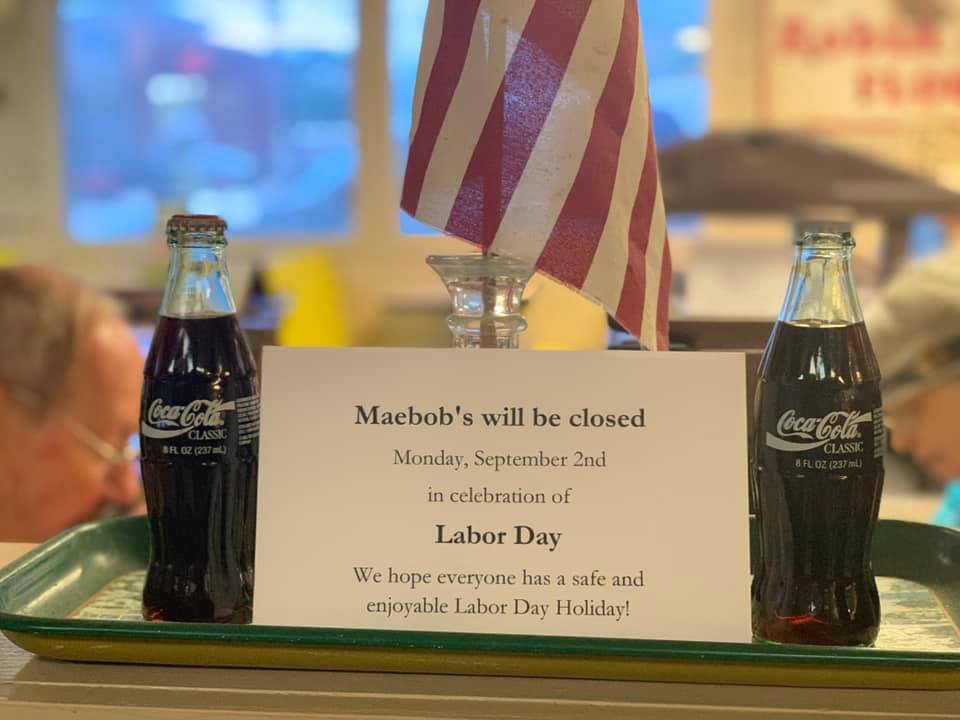 Maebob's will be closed
Monday, September 2nd
in celebration of
Labor Day
We hope everyone has a safe and
enjoyable Labor Day Holiday!
Coca-Cola
CLASSIC
8 FL OZ (237 mL)
Coca-Cola
CLASSIC
8 FL OZ (237 mL)